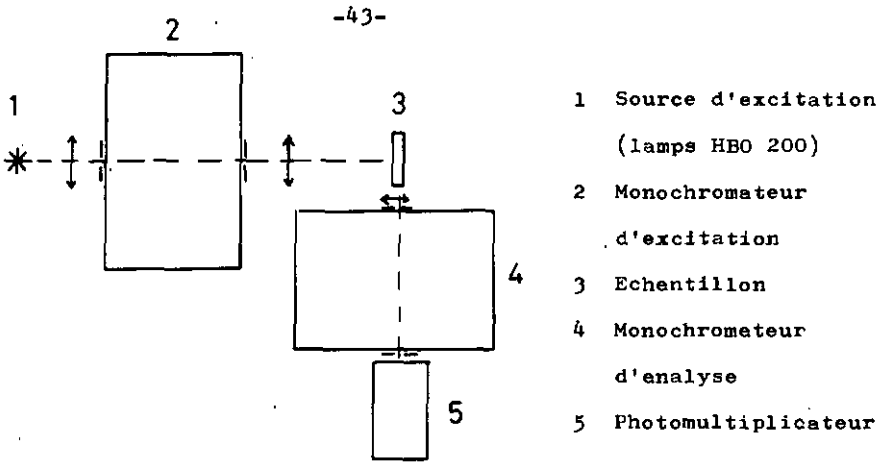 -43-
2
1
3
4
5
1 Source d'excitation
(lamps HBO 200)
2 Monochromateur
d'excitation
3 Echentillon
4 Monochrometeur
d'enalyse
5 Photomultiplicateur